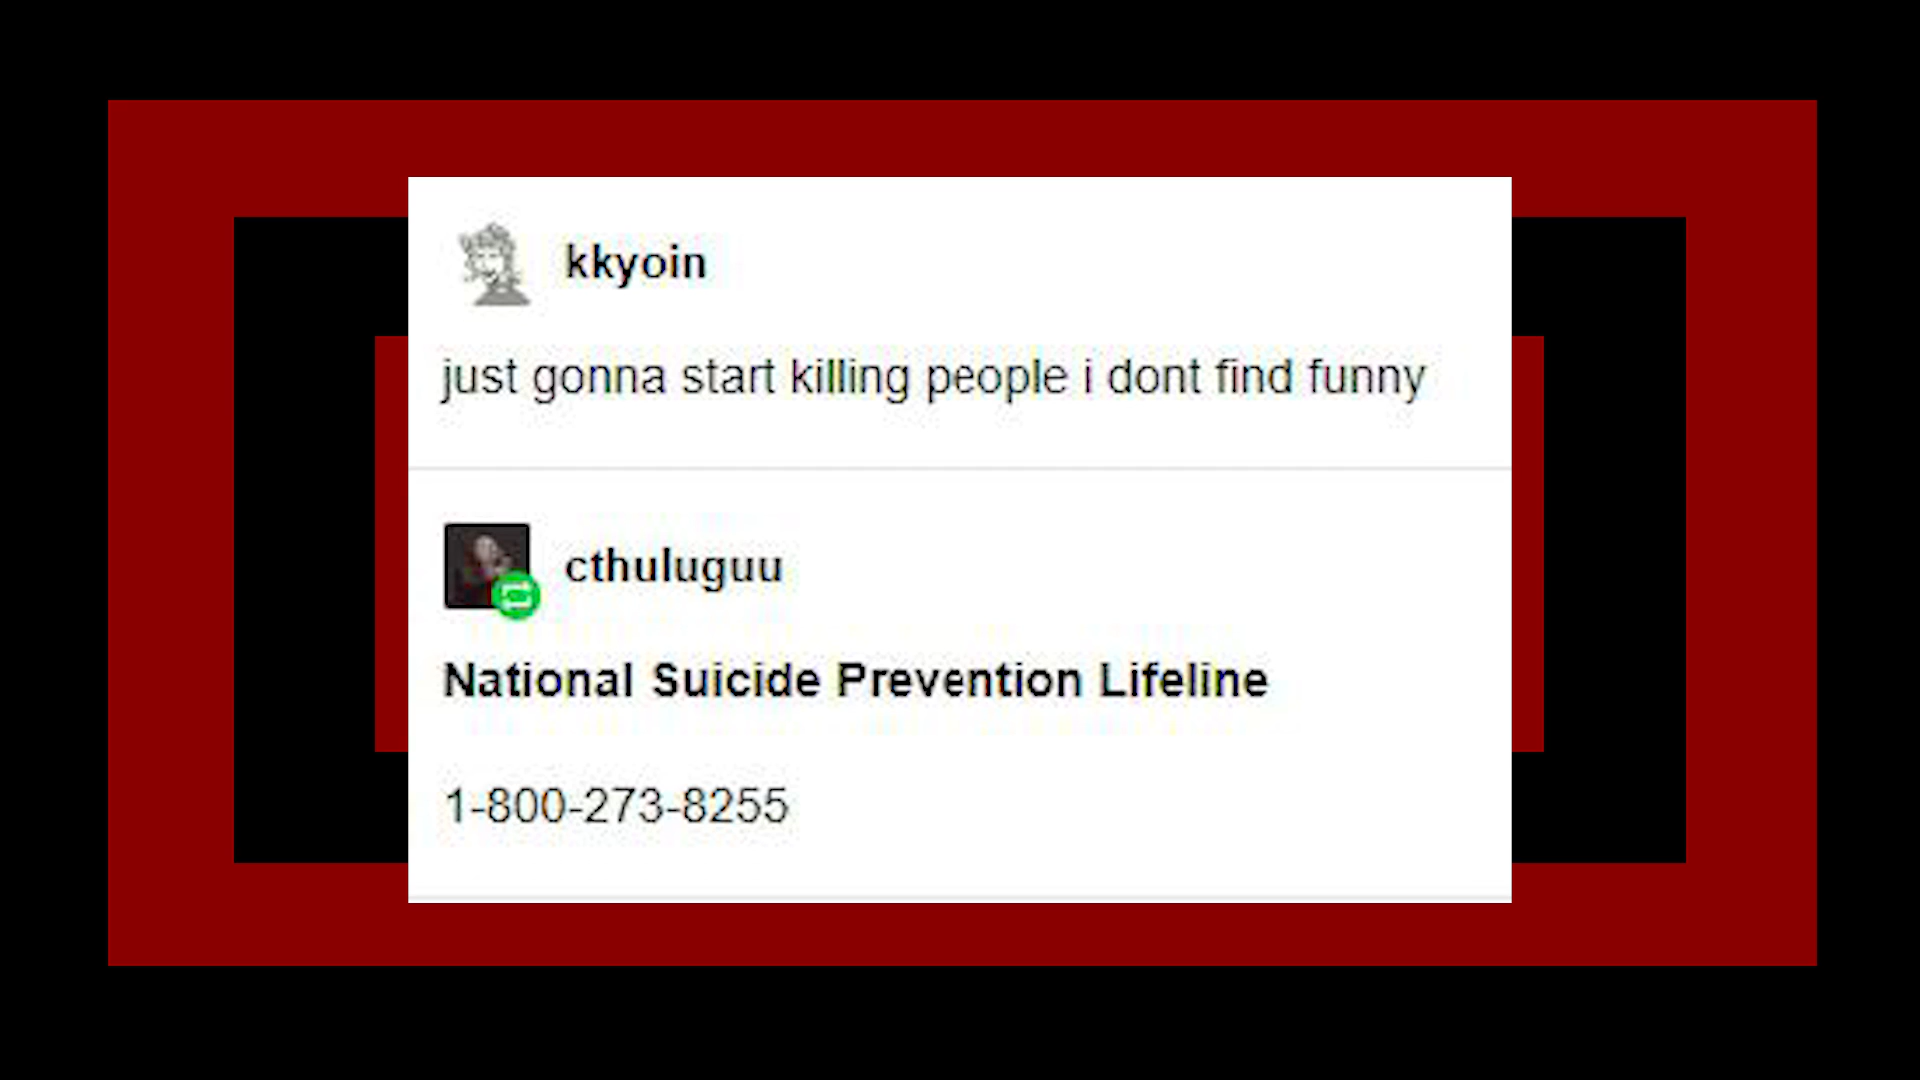 kkyoin
just gonna start killing people i dont find funny
cthuluguu
National Suicide Prevention Lifeline
1-800-273-8255